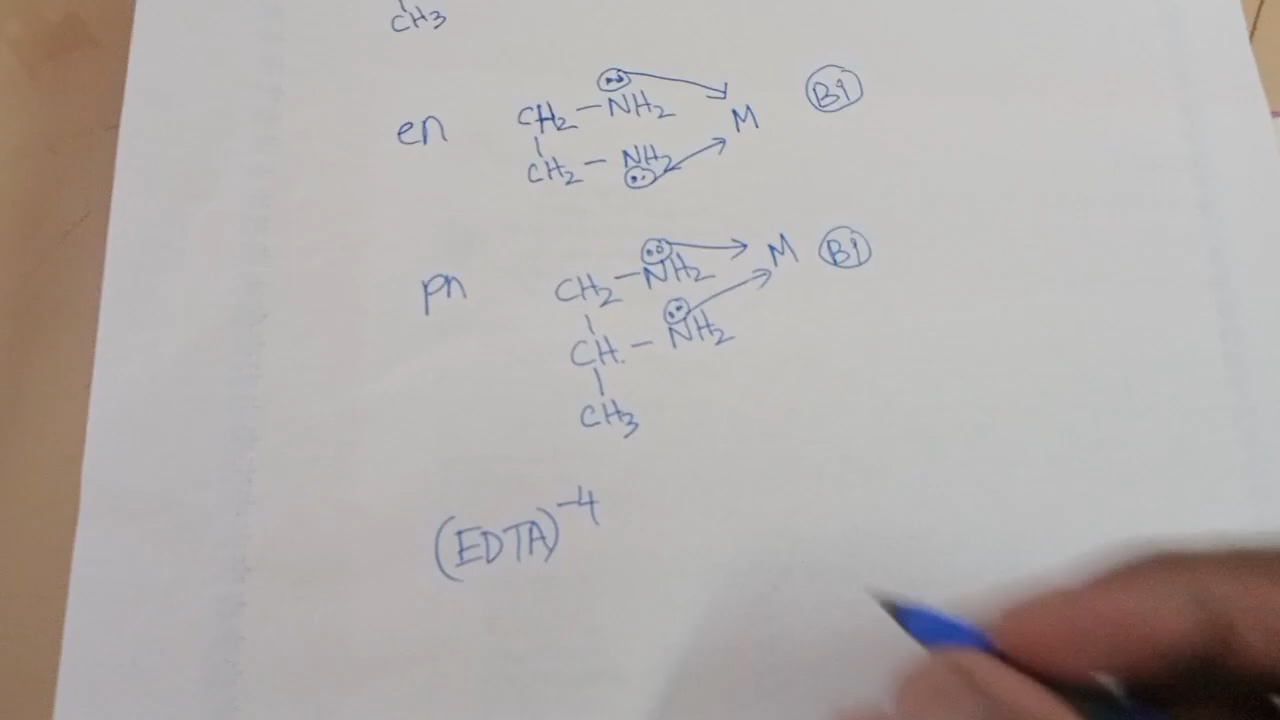 CH3
en CH2 - NH2 M Bi
CH2 - NH2
pn CH2 - NH2 M Bi
CH - NH2
CH3
(EDTA)-4